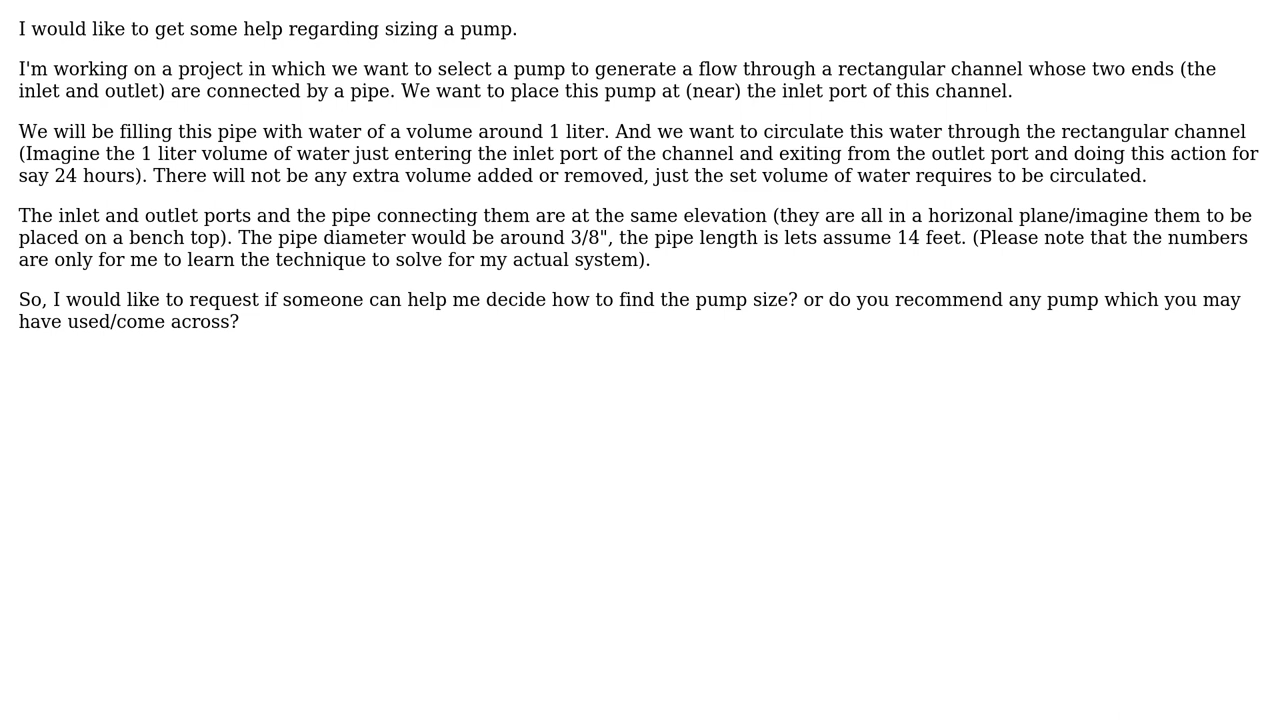 I would like to get some help regarding sizing a pump.
I'm working on a project in which we want to select a pump to generate a flow through a rectangular channel whose two ends (the
inlet and outlet) are connected by a pipe. We want to place this pump at (near) the inlet port of this channel.
We will be filling this pipe with water of a volume around 1 liter. And we want to circulate this water through the rectangular channel
(Imagine the 1 liter volume of water just entering the inlet port of the channel and exiting from the outlet port and doing this action for
say 24 hours). There will not be any extra volume added or removed, just the set volume of water requires to be circulated.
The inlet and outlet ports and the pipe connecting them are at the same elevation (they are all in a horizonal plane/imagine them to be
placed on a bench top). The pipe diameter would be around 3/8", the pipe length is lets assume 14 feet. (Please note that the numbers
are only for me to learn the technique to solve for my actual system).
So, I would like to request if someone can help me decide how to find the pump size? or do you recommend any pump which you may
have used/come across?